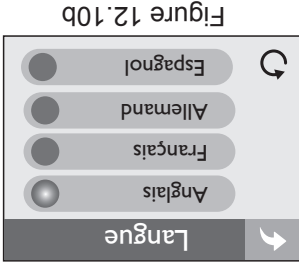 Langue
Anglais
Français
Allemand
Espagnol
Figure 12.10b